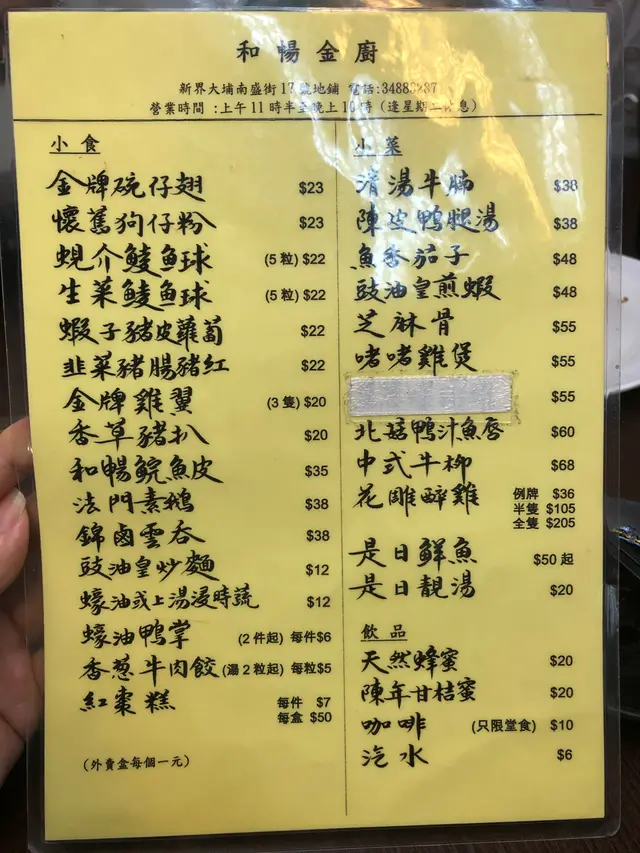 和暢金廚
新界大埔南盛街17號地鋪 電話:3488
營業時間 :上午11時半至晚上10時 (逢星期二休息)
小食
金牌碗仔翅 $23
懷舊狗仔粉 $23
蜆介鯪魚球 (5粒) $22
生菜鯪魚球 (5粒) $22
蝦子豬皮蘿蔔 $22
韭菜豬腸豬紅 $22
金牌雞翼 (3隻) $20
香草豬扒 $20
和暢鯇魚皮 $35
法門素鵝 $38
錦鹵雲吞 $38
豉油皇炒麵 $12
蠔油或上湯浸時蔬 $12
蠔油鴨掌 (2件起) 每件$6
香葱牛肉餃 (湯2粒起) 每粒$5
紅棗糕 每件 $7
每盒 $50
(外賣盒每個一元)
小菜
清湯牛腩 $38
陳皮鴨腿湯 $38
魚香茄子 $48
豉油皇煎蝦 $48
芝麻骨 $55
啫啫雞煲 $55
$55
北菇鴨汁魚唇 $60
中式牛柳 $68
花雕醉雞 例牌 $36
半隻 $105
全隻 $205
是日鮮魚 $50起
是日靚湯 $20
飲品
天然蜂蜜 $20
陳年甘桔蜜 $20
咖啡 (只限堂食) $10
汽水 $6